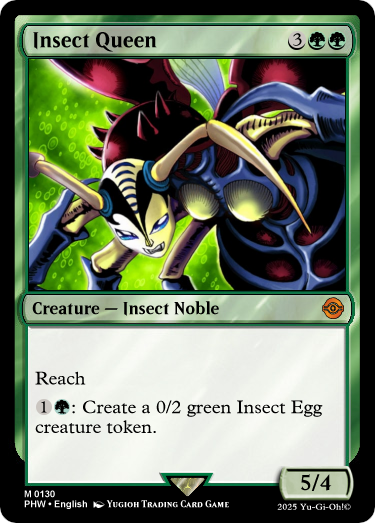 Insect Queen 3
Creature — Insect Noble
Reach
1: Create a 0/2 green Insect Egg
creature token.
5/4
M 0130
PHW • English YUGIOH TRADING CARD GAME
2025 Yu-Gi-Oh!©